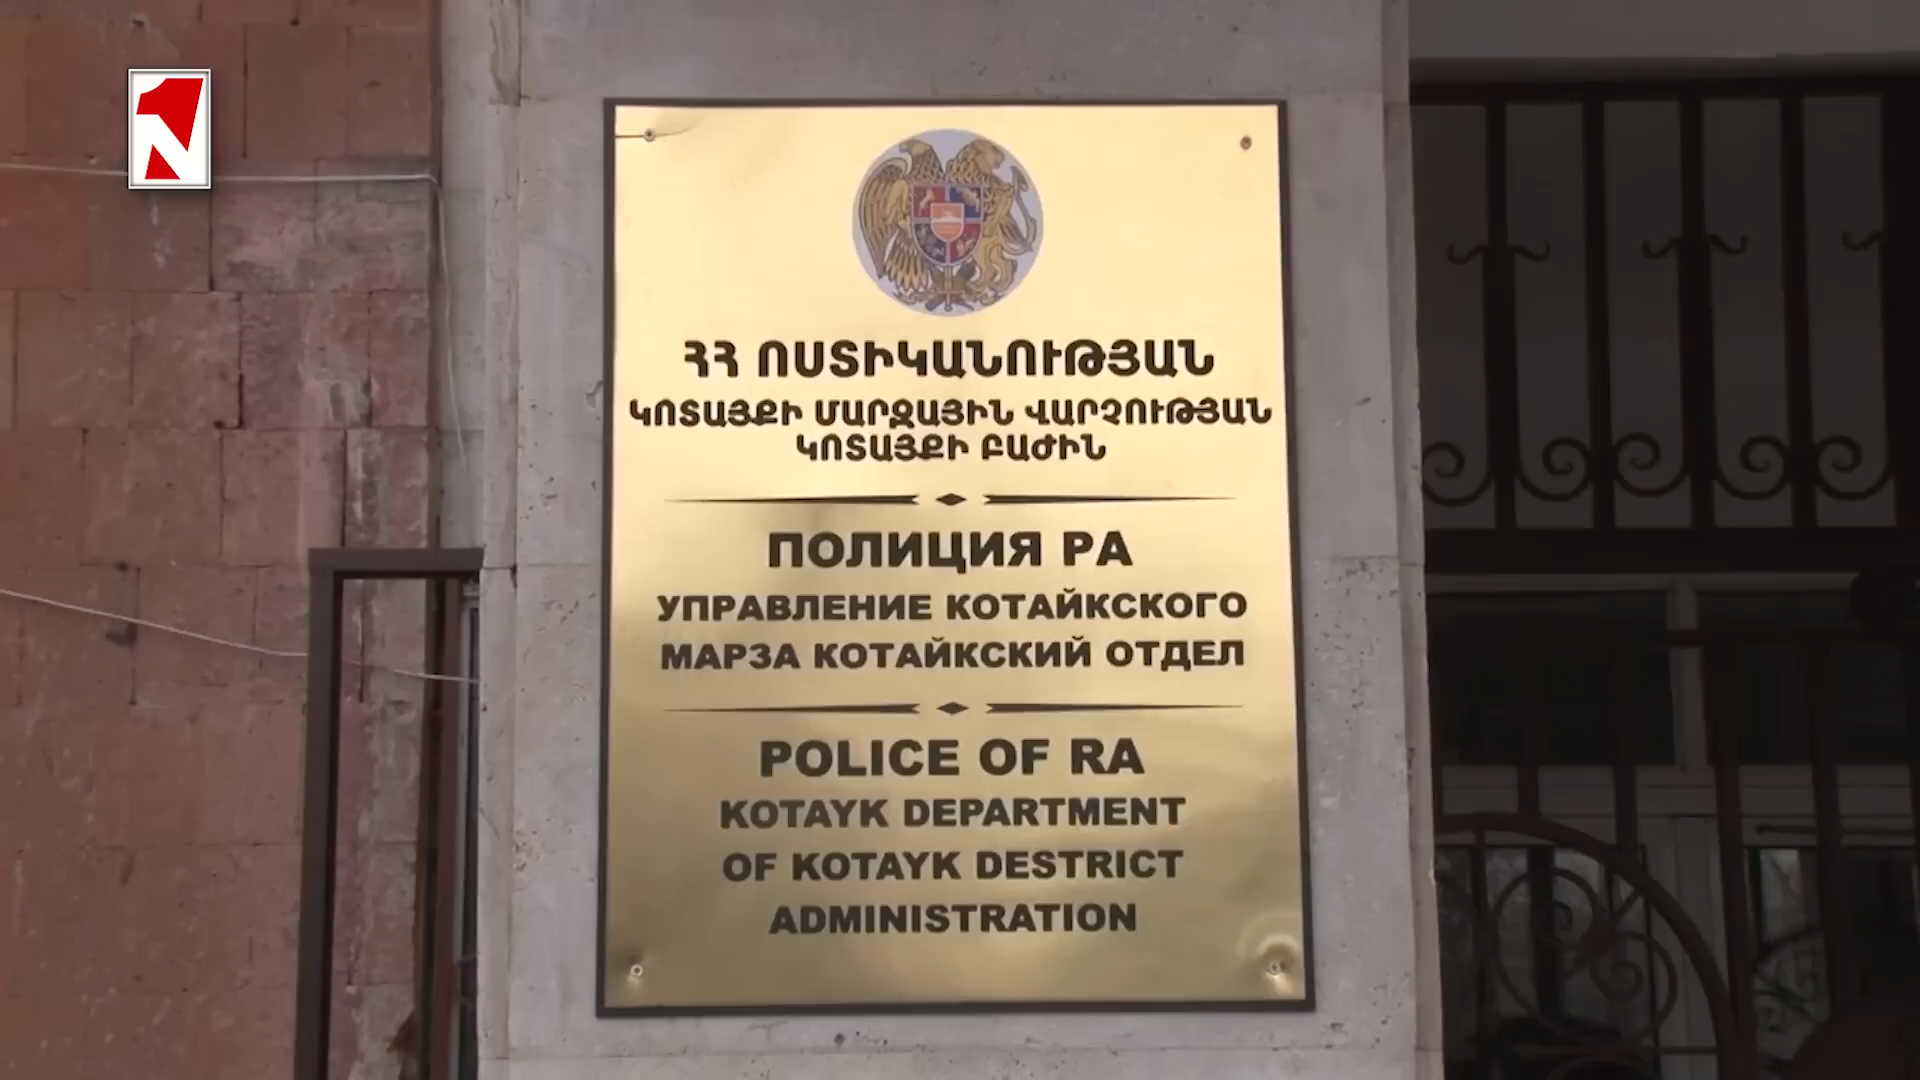 1N
ՀՀ ՈՍՏԻԿԱՆՈՒԹՅԱՆ
ԿՈՏԱՅՔԻ ՄԱՐԶԱՅԻՆ ՎԱՐՉՈՒԹՅԱՆ
ԿՈՏԱՅՔԻ ԲԱԺԻՆ
ПОЛИЦИЯ РА
УПРАВЛЕНИЕ КОТАЙКСКОГО
МАРЗА КОТАЙКСКИЙ ОТДЕЛ
POLICE OF RA
KOTAYK DEPARTMENT
OF KOTAYK DESTRICT
ADMINISTRATION